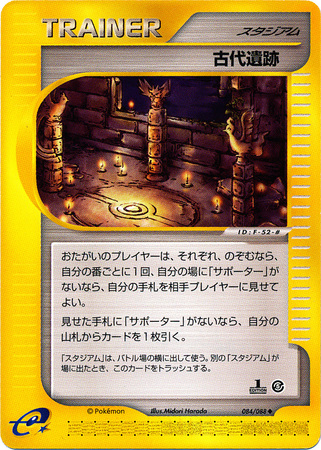 TRAINER
スタジアム
古代遺跡
ID:F-52-#
おたがいのプレイヤーは、それぞれ、のぞむなら、
自分の番ごとに1回、自分の場に「サポーター」が
ないなら、自分の手札を相手プレイヤーに見せて
よい。
見せた手札に「サポーター」がないなら、自分の
山札からカードを1枚引く。
「スタジアム」は、バトル場の横に出して使う。別の「スタジアム」が
場に出たとき、このカードをトラッシュする。
1
EDITION
e
© Pokémon
Illus.Midori Harada
084/088 ◆